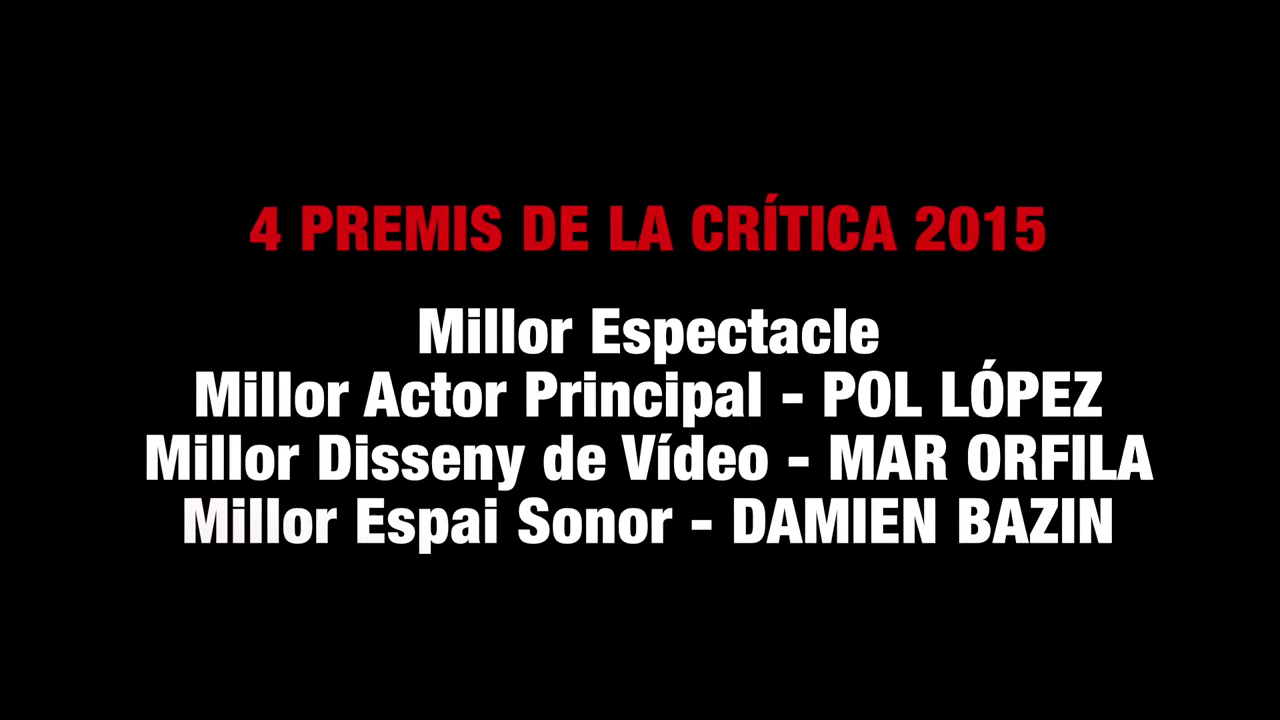 4 PREMIS DE LA CRÍTICA 2015
Millor Espectacle
Millor Actor Principal - POL LÓPEZ
Millor Disseny de Vídeo - MAR ORFILA
Millor Espai Sonor - DAMIEN BAZIN